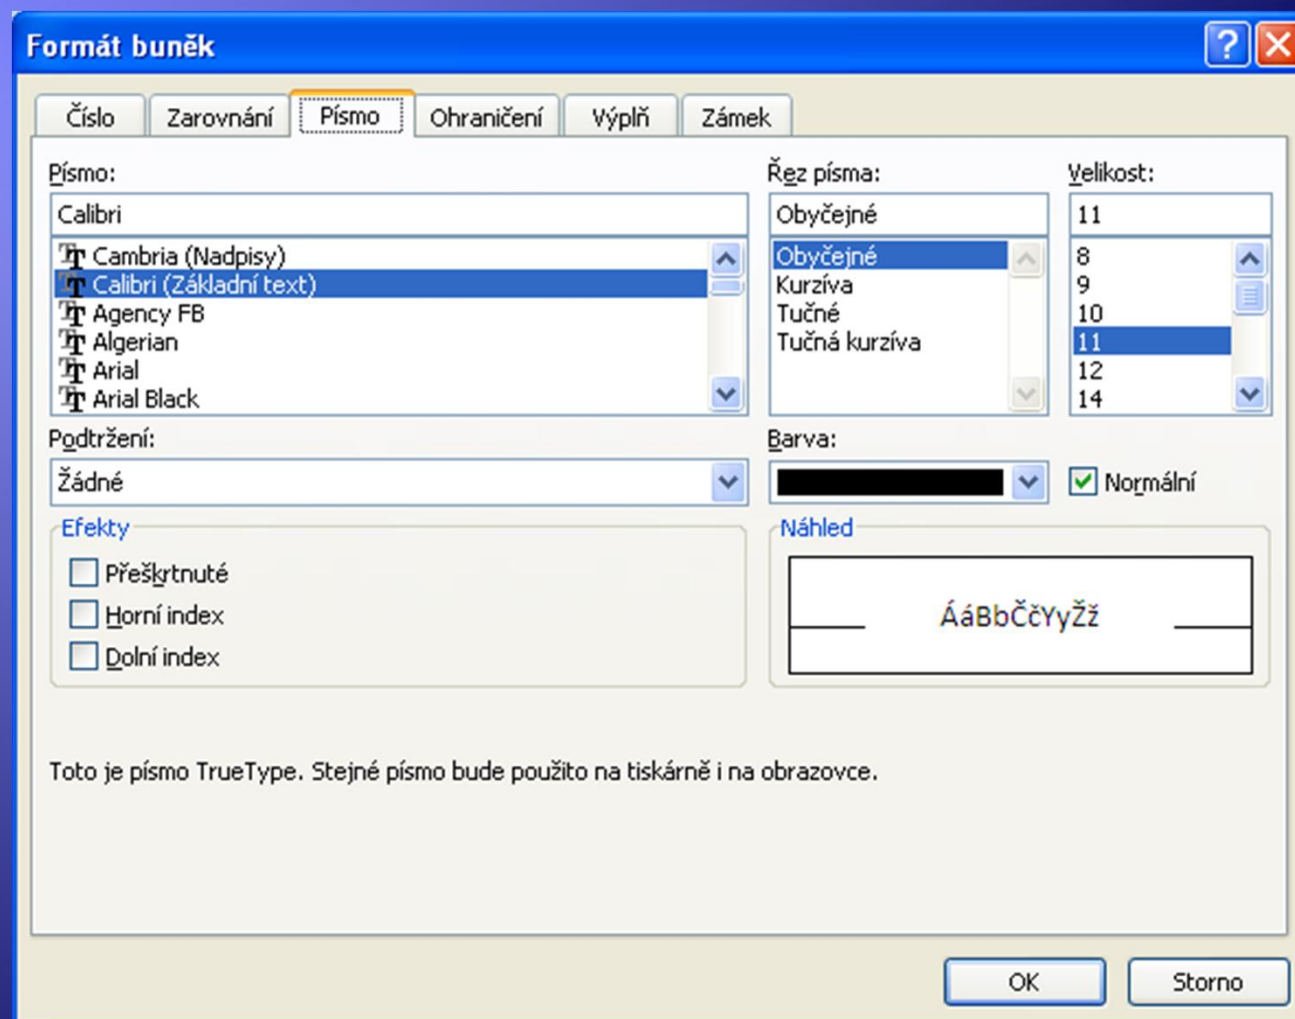 Formát buněk
Číslo Zarovnání Písmo Ohraničení Výplň Zámek
Písmo: Řez písma: Velikost:
Calibri Obyčejné 11
Cambria (Nadpisy) Obyčejné 8
Calibri (Základní text) Kurzíva 9
Agency FB Tučné 10
Algerian Tučná kurzíva 11
Arial 12
Arial Black 14
Podtržení: Barva:
Žádné Normální
Efekty Náhled
Přeškrtnuté
Horní index ÁáBbČčYyŽž
Dolní index
Toto je písmo TrueType. Stejné písmo bude použito na tiskárně i na obrazovce.
OK Storno